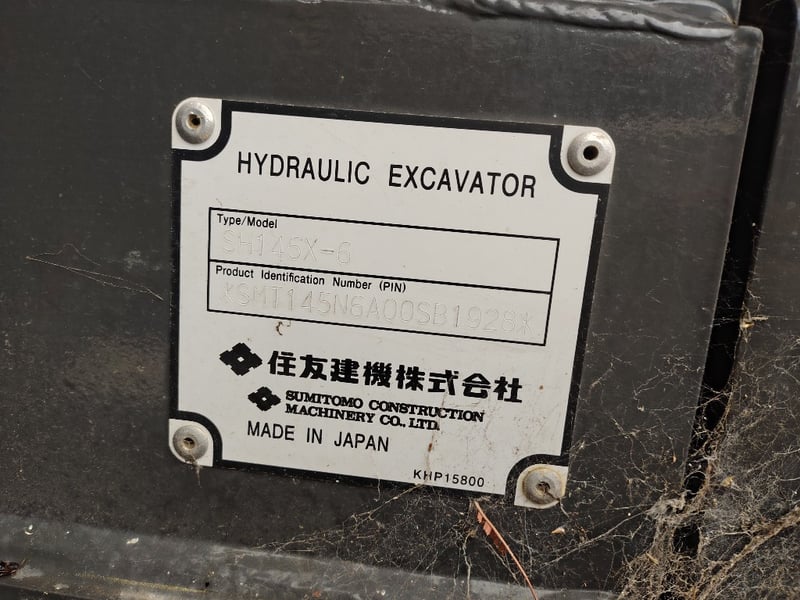 HYDRAULIC EXCAVATOR
Type/Model
SH145X-6
Product Identification Number (PIN)
*KSMT145N6A00SB1928*
住友建機株式会社
SUMITOMO CONSTRUCTION
MACHINERY CO., LTD.
MADE IN JAPAN
KHP15800